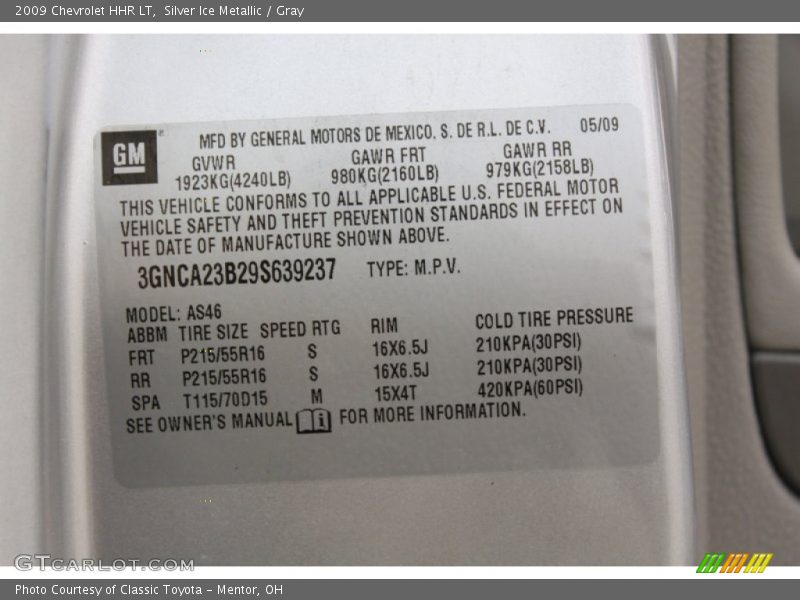 2009 Chevrolet HHR LT,  Silver Ice Metallic / Gray
GM
MFD BY GENERAL MOTORS DE MEXICO, S. DE R.L. DE C.V. 05/09
GVWR GAWR FRT GAWR RR
1923KG(4240LB) 980KG(2160LB) 979KG(2158LB)
THIS VEHICLE CONFORMS TO ALL APPLICABLE U.S. FEDERAL MOTOR
VEHICLE SAFETY AND THEFT PREVENTION STANDARDS IN EFFECT ON
THE DATE OF MANUFACTURE SHOWN ABOVE.
3GNCA23B29S639237 TYPE: M.P.V.
MODEL: AS46
ABBM TIRE SIZE SPEED RTG RIM COLD TIRE PRESSURE
FRT P215/55R16 S 16X6.5J 210KPA(30PSI)
RR P215/55R16 S 16X6.5J 210KPA(30PSI)
SPA T115/70D15 M 15X4T 420KPA(60PSI)
SEE OWNER'S MANUAL FOR MORE INFORMATION.
GTCARLOT.COM
Photo Courtesy of Classic Toyota - Mentor, OH